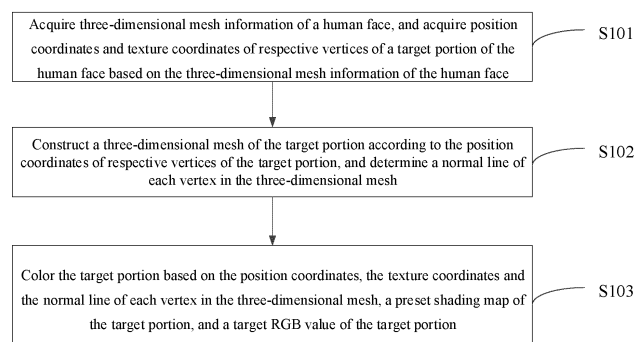 Acquire three-dimensional mesh information of a human face, and acquire position
coordinates and texture coordinates of respective vertices of a target portion of the
human face based on the three-dimensional mesh information of the human face
S101
Construct a three-dimensional mesh of the target portion according to the position
coordinates of respective vertices of the target portion, and determine a normal line of
each vertex in the three-dimensional mesh
S102
Color the target portion based on the position coordinates, the texture coordinates and
the normal line of each vertex in the three-dimensional mesh, a preset shading map of
the target portion, and a target RGB value of the target portion
S103